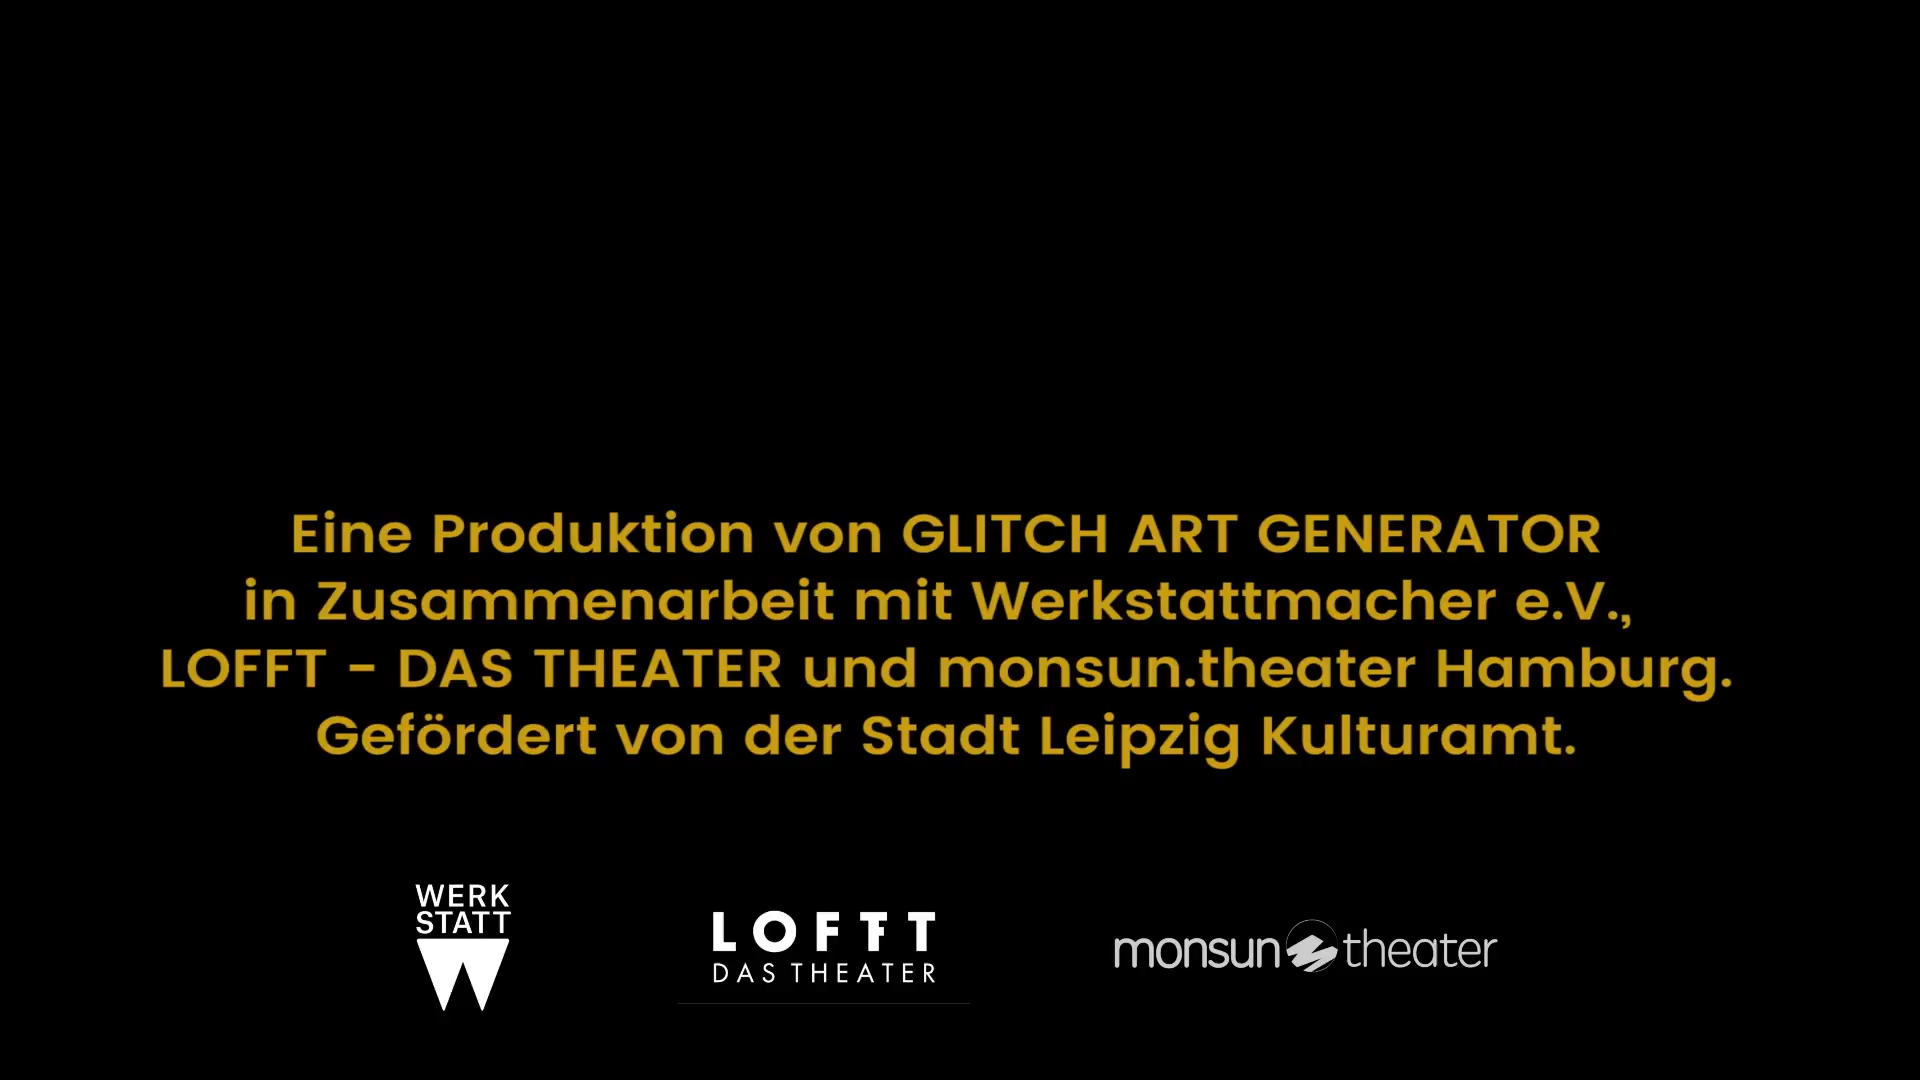 Eine Produktion von GLITCH ART GENERATOR
in Zusammenarbeit mit Werkstattmacher e.V.,
LOFFT - DAS THEATER und monsun.theater Hamburg.
Gefördert von der Stadt Leipzig Kulturamt.
WERK
STATT
LOFFT
DAS THEATER
monsun theater